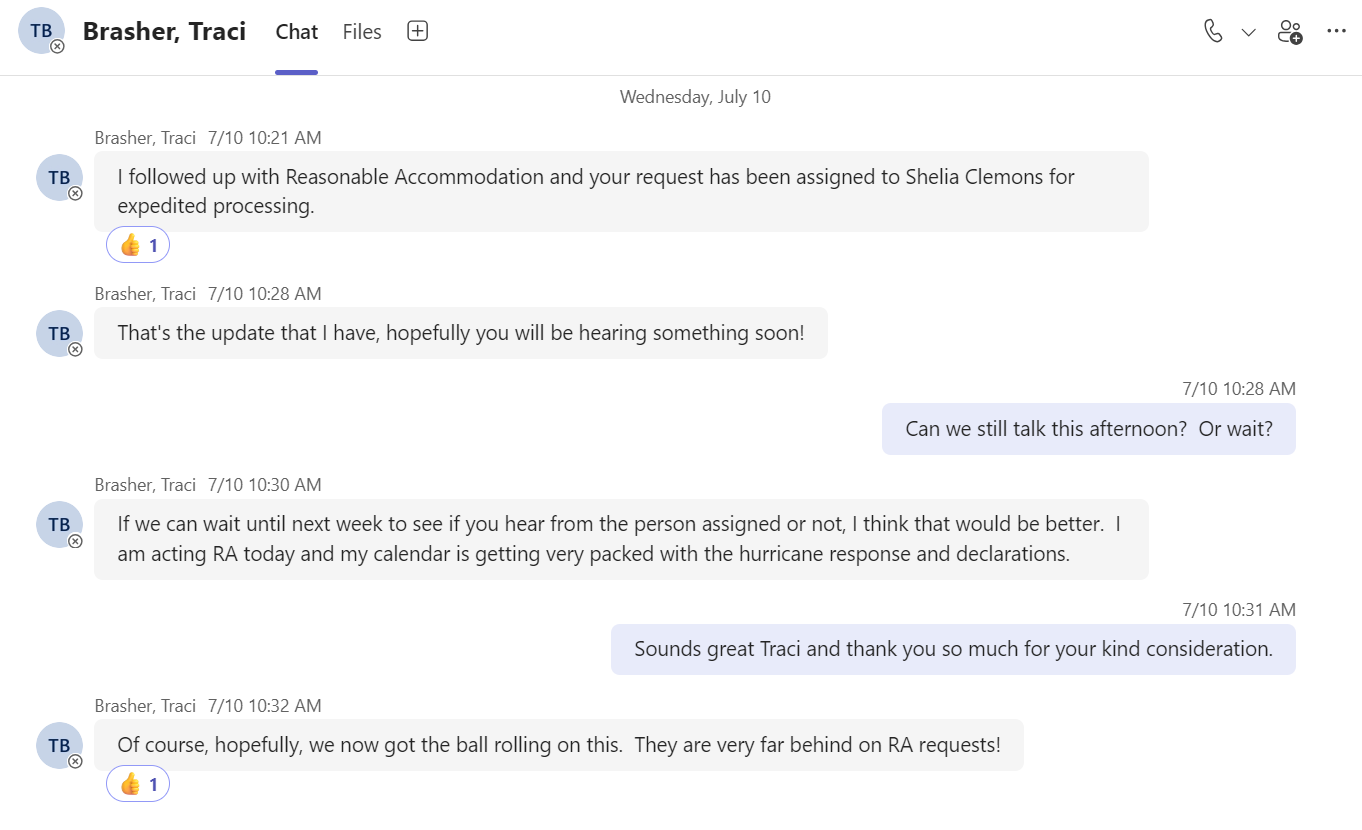 TB
Brasher, Traci Chat Files
Wednesday, July 10
Brasher, Traci 7/10 10:21 AM
TB
I followed up with Reasonable Accommodation and your request has been assigned to Shelia Clemons for
expedited processing.
👍 1
Brasher, Traci 7/10 10:28 AM
TB
That's the update that I have, hopefully you will be hearing something soon!
7/10 10:28 AM
Can we still talk this afternoon?  Or wait?
Brasher, Traci 7/10 10:30 AM
TB
If we can wait until next week to see if you hear from the person assigned or not, I think that would be better.  I
am acting RA today and my calendar is getting very packed with the hurricane response and declarations.
7/10 10:31 AM
Sounds great Traci and thank you so much for your kind consideration.
Brasher, Traci 7/10 10:32 AM
TB
Of course, hopefully, we now got the ball rolling on this.  They are very far behind on RA requests!
👍 1